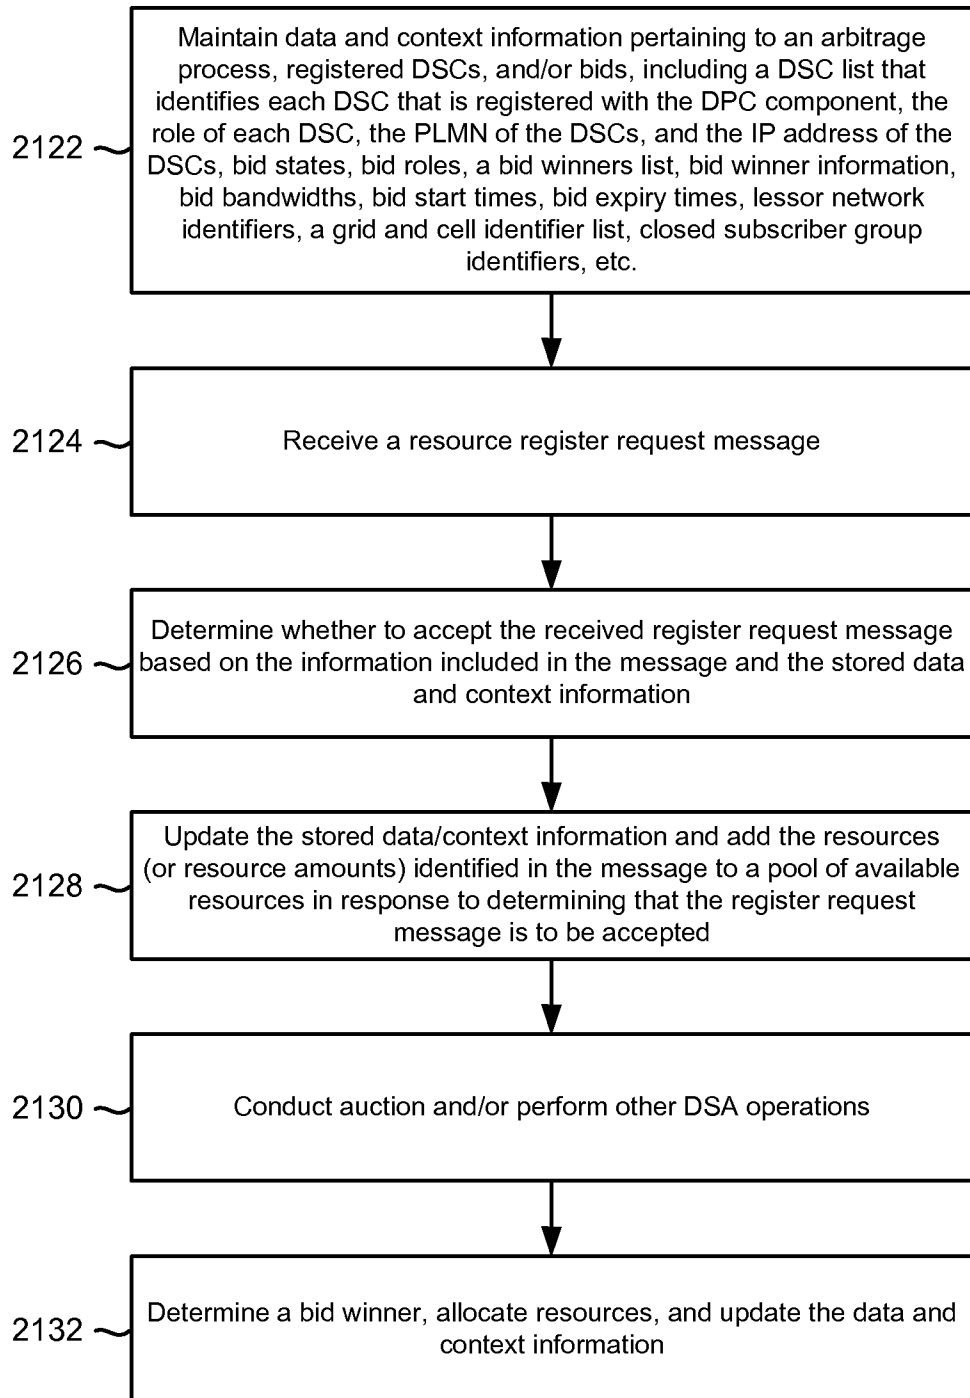 Maintain data and context information pertaining to an arbitrage
process, registered DSCs, and/or bids, including a DSC list that
identifies each DSC that is registered with the DPC component, the
role of each DSC, the PLMN of the DSCs, and the IP address of the
DSCs, bid states, bid roles, a bid winners list, bid winner information,
bid bandwidths, bid start times, bid expiry times, lessor network
identifiers, a grid and cell identifier list, closed subscriber group
identifiers, etc.
2122
Receive a resource register request message
2124
Determine whether to accept the received register request message
based on the information included in the message and the stored data
and context information
2126
Update the stored data/context information and add the resources
(or resource amounts) identified in the message to a pool of available
resources in response to determining that the register request
message is to be accepted
2128
Conduct auction and/or perform other DSA operations
2130
Determine a bid winner, allocate resources, and update the data and
context information
2132